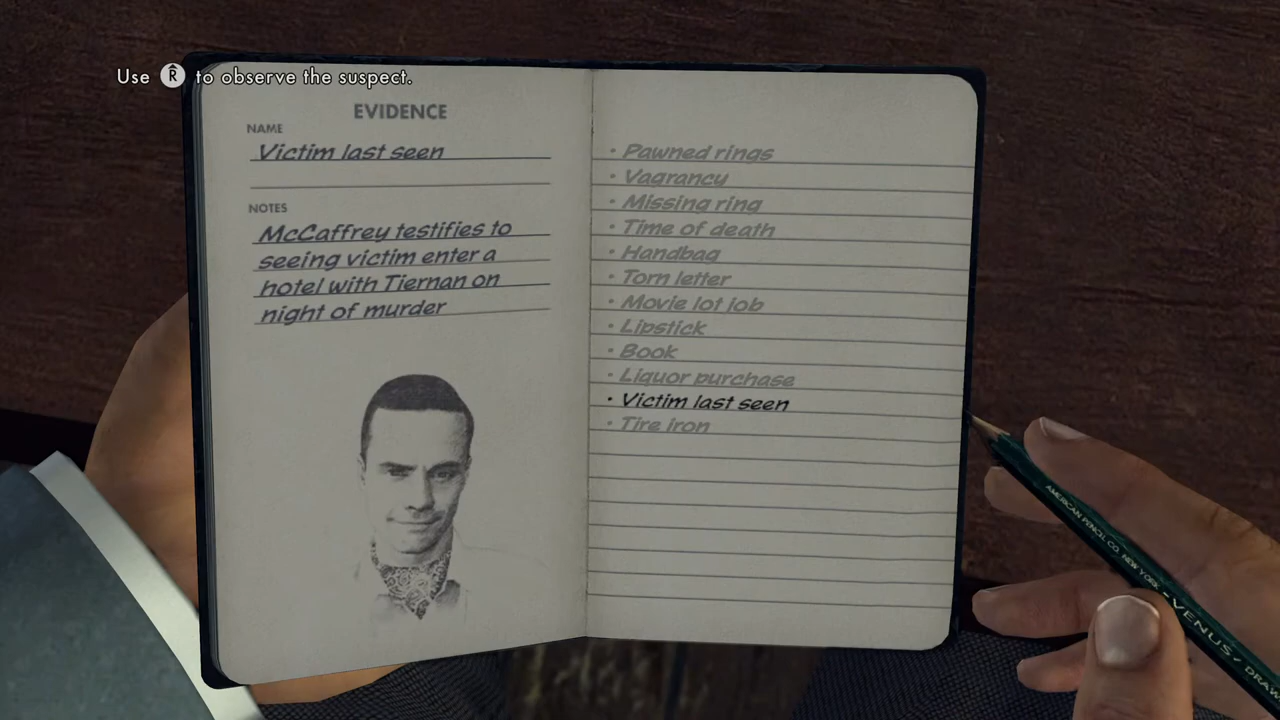 Use R to observe the suspect.
EVIDENCE
NAME
Victim last seen
NOTES
McCaffrey testifies to
seeing victim enter a
hotel with Tiernan on
night of murder
• Pawned rings
• Vagrancy
• Missing ring
• Time of death
• Handbag
• Torn letter
• Movie lot job
• Lipstick
• Book
• Liquor purchase
• Victim last seen
• Tire iron
AMERICAN PENCIL CO. NEW YORK - VENUS / DRAW